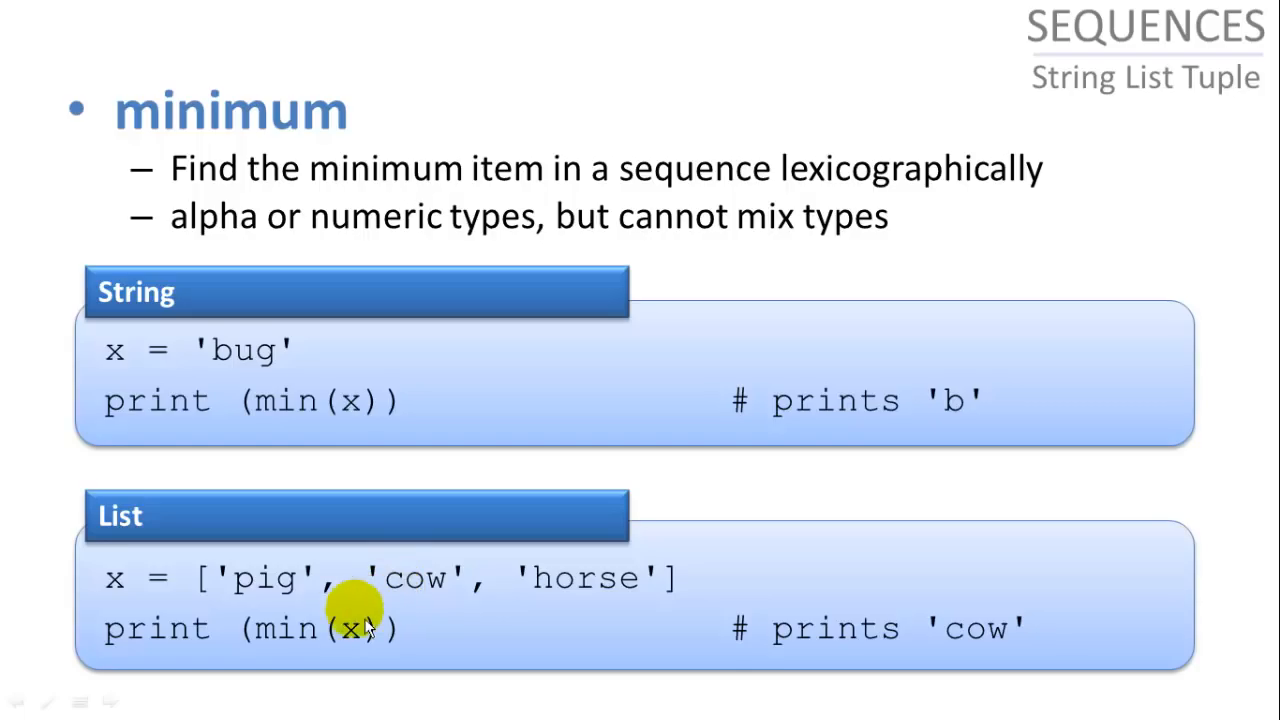 SEQUENCES
String List Tuple
• minimum
– Find the minimum item in a sequence lexicographically
– alpha or numeric types, but cannot mix types
String
x = 'bug'
print (min(x)) # prints 'b'
List
x = ['pig', 'cow', 'horse']
print (min(x)) # prints 'cow'